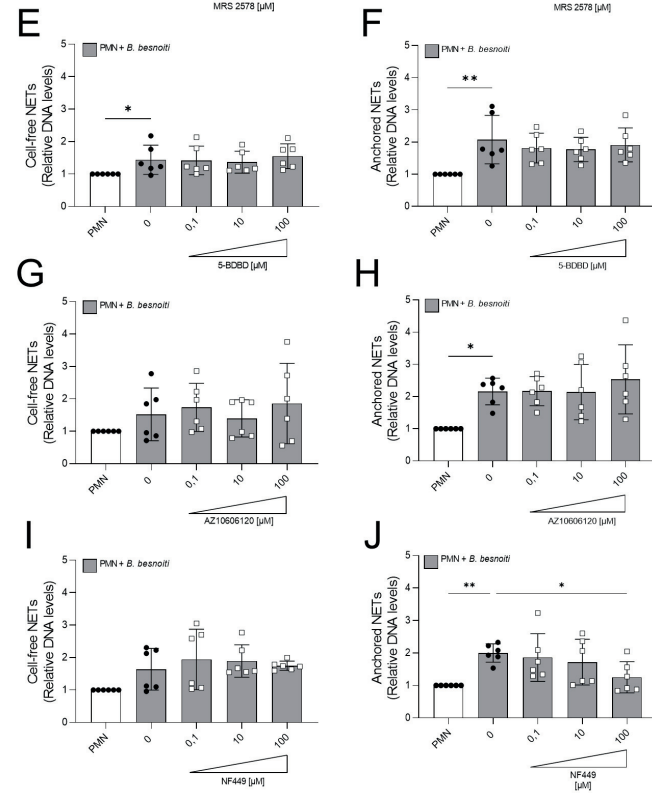 MRS 2578 [µM]
MRS 2578 [µM]
E
PMN + B. besnoiti
Cell-free NETs
(Relative DNA levels)
5
4
3
2
1
0
*
PMN
0
0,1
10
100
5-BDBD [µM]
F
PMN + B. besnoiti
Anchored NETs
(Relative DNA levels)
5
4
3
2
1
0
**
PMN
0
0,1
10
100
5-BDBD [µM]
G
PMN + B. besnoiti
Cell-free NETs
(Relative DNA levels)
5
4
3
2
1
0
PMN
0
0,1
10
100
AZ10606120 [µM]
H
PMN + B. besnoiti
Anchored NETs
(Relative DNA levels)
5
4
3
2
1
0
*
PMN
0
0,1
10
100
AZ10606120 [µM]
I
PMN + B. besnoiti
Cell-free NETs
(Relative DNA levels)
5
4
3
2
1
0
PMN
0
0,1
10
100
NF449
[µM]
J
PMN + B. besnoiti
Anchored NETs
(Relative DNA levels)
5
4
3
2
1
0
**
*
PMN
0
0,1
10
100
NF449
[µM]